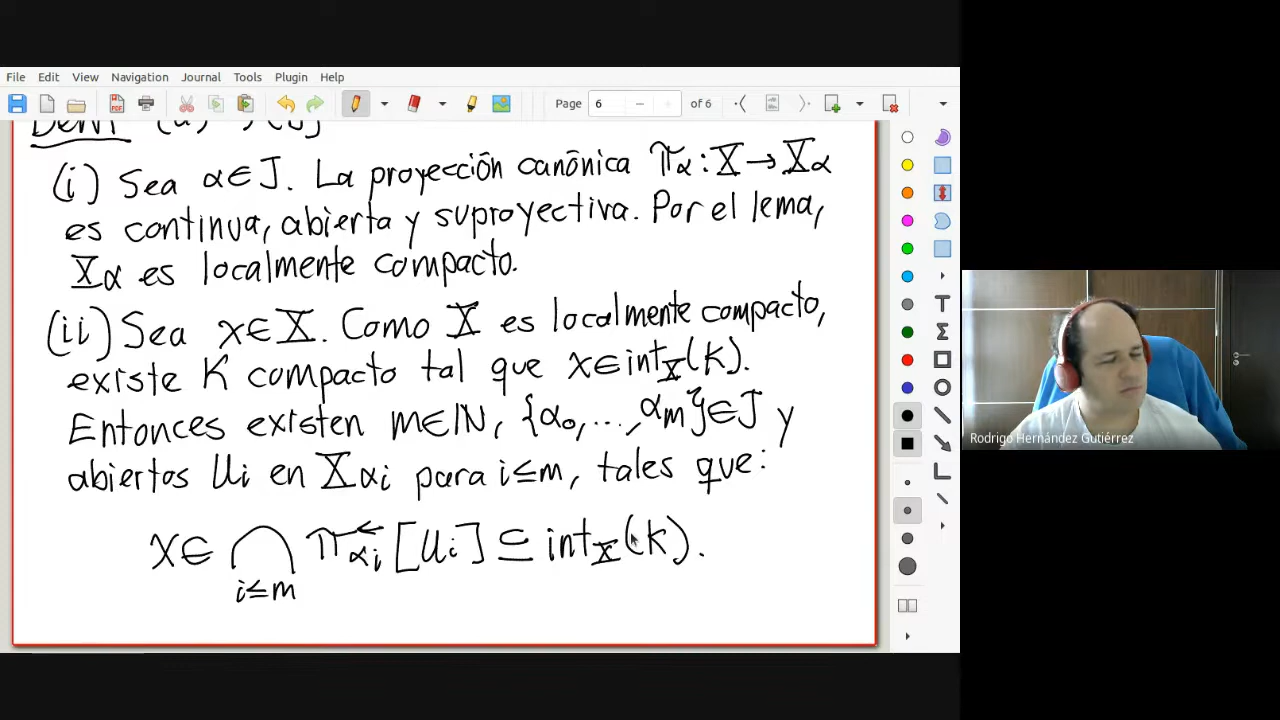 File Edit View Navigation Journal Tools Plugin Help
Page 6 of 6
Dem. (a) → (b)
(i) Sea α∈J. La proyección canónica π_α: X → X_α
es continua, abierta y suproyectiva. Por el lema,
X_α es localmente compacto.
(ii) Sea x∈X. Como X es localmente compacto,
existe K compacto tal que x∈int_X(K).
Entonces existen m∈ℕ, {α₀,...,α_m}∈J y
abiertos U_i en X_{α_i} para i≤m, tales que:
x∈ ⋂_{i≤m} π_{α_i}^← [U_i] ⊆ int_X(K).
Rodrigo Hernández Gutiérrez